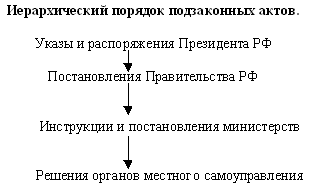 Иерархический порядок подзаконных актов.
Указы и распоряжения Президента РФ
Постановления Правительства РФ
Инструкции и постановления министерств
Решения органов местного самоуправления